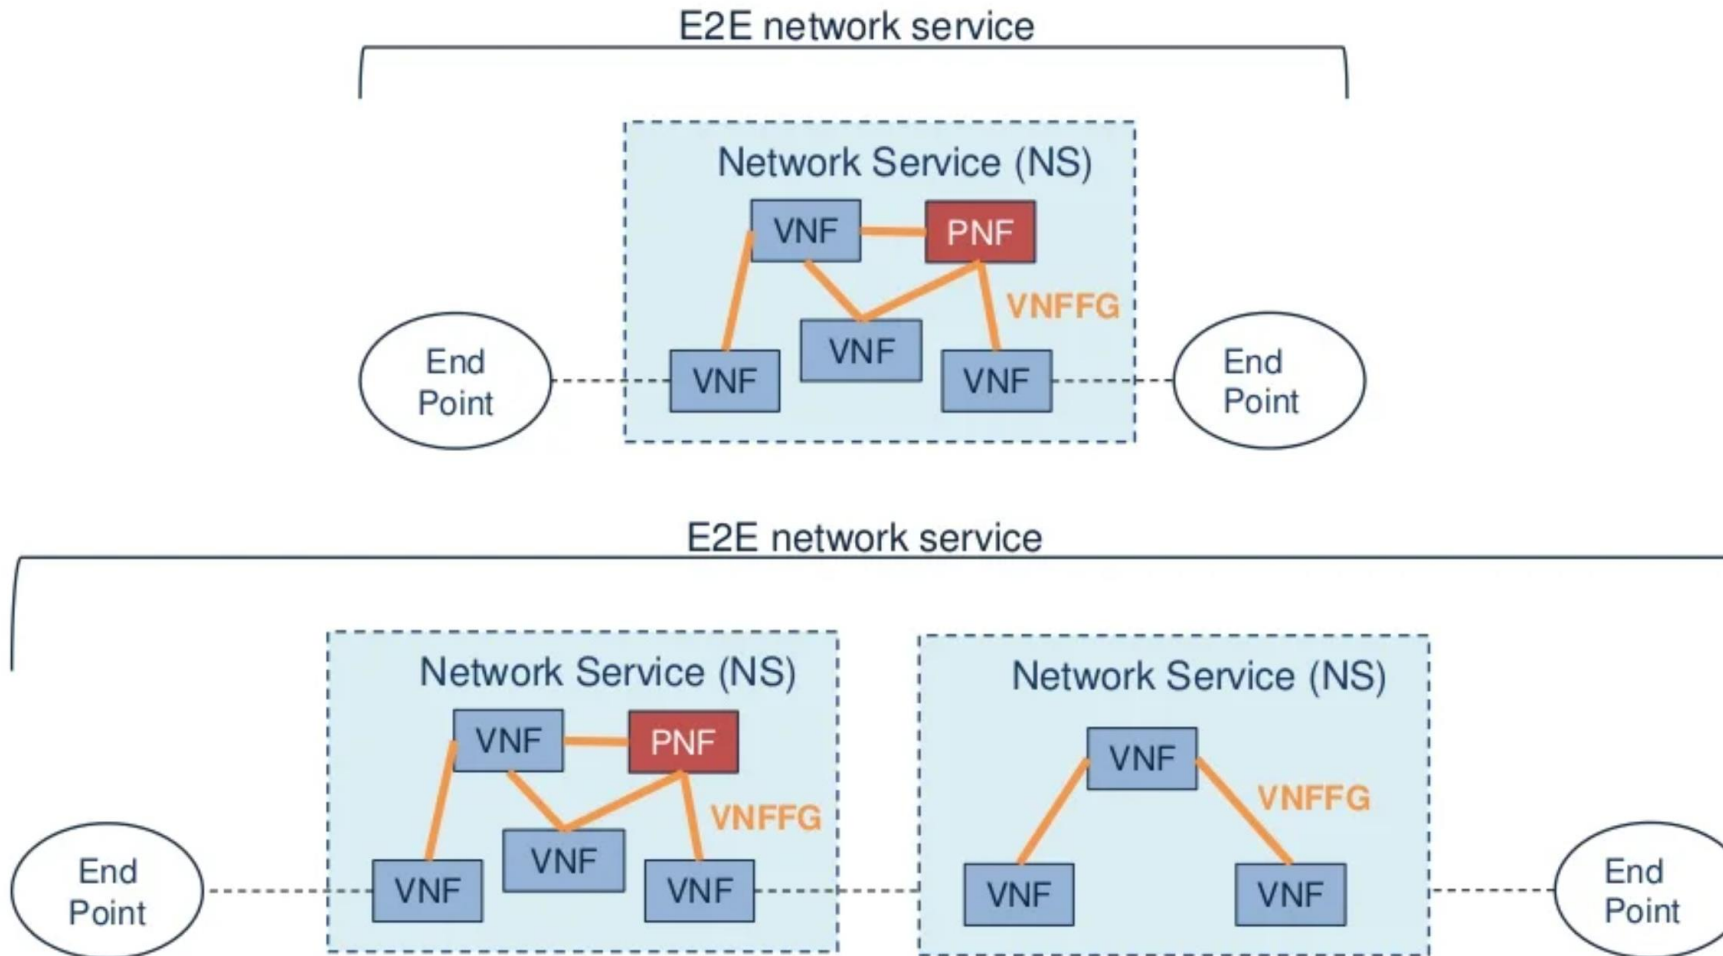 E2E network service
Network Service (NS)
VNF
PNF
VNFFG
VNF
End
Point
VNF
VNF
End
Point
E2E network service
Network Service (NS)
VNF
PNF
VNFFG
VNF
End
Point
VNF
VNF
Network Service (NS)
VNF
VNFFG
VNF
VNF
End
Point